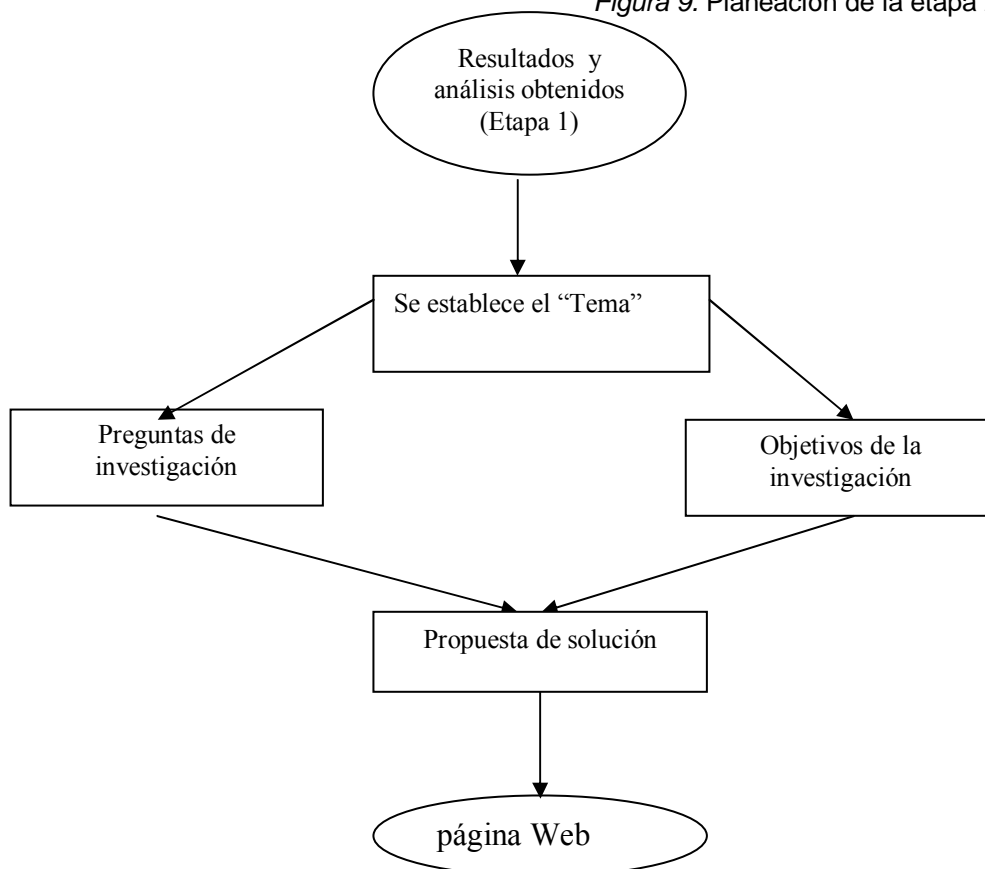 Figura 9. Planeación de la etapa
Resultados y
análisis obtenidos
(Etapa 1)
Se establece el “Tema”
Preguntas de
investigación
Objetivos de la
investigación
Propuesta de solución
página Web